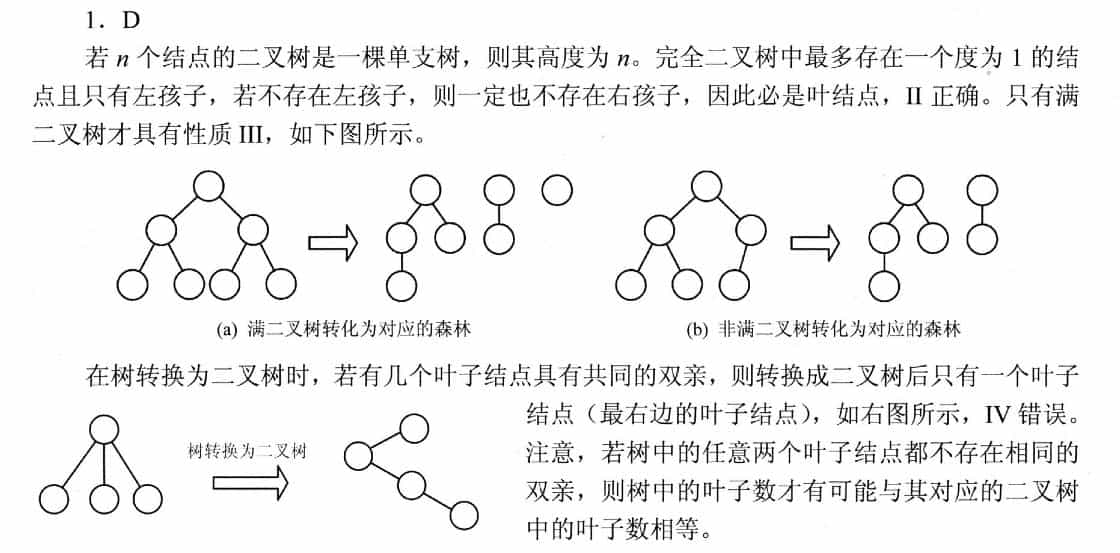 1．D
若 n 个结点的二叉树是一棵单支树，则其高度为 n。完全二叉树中最多存在一个度为 1 的结
点且只有左孩子，若不存在左孩子，则一定也不存在右孩子，因此必是叶结点，II 正确。只有满
二叉树才具有性质 III，如下图所示。
(a) 满二叉树转化为对应的森林
(b) 非满二叉树转化为对应的森林
在树转换为二叉树时，若有几个叶子结点具有共同的双亲，则转换成二叉树后只有一个叶子
树转换为二叉树
结点（最右边的叶子结点），如右图所示，IV 错误。
注意，若树中的任意两个叶子结点都不存在相同的
双亲，则树中的叶子数才有可能与其对应的二叉树
中的叶子数相等。